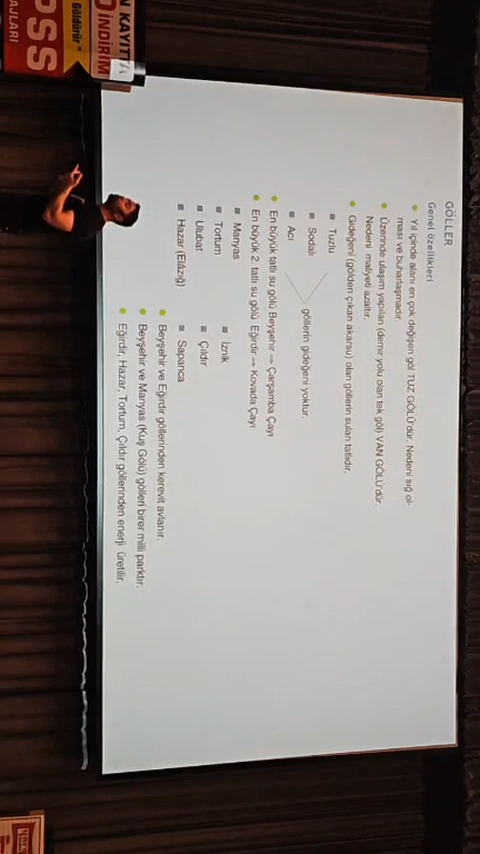 GÖLLER
Genel özellikleri
Yıl içinde alanı en çok değişen göl TUZ GÖLÜ'dür. Nedeni sığ ol-
ması ve buharlaşmadır.
Üzerinde ulaşım yapılan (demir yolu olan tek göl) VAN GÖLÜ'dür.
Nedeni maliyeti azaltır.
Gideğeni (gölden çıkan akarsu) olan göllerin suları tatlıdır.
Tuzlu
Sodalı
Acı
göllerin gideğeni yoktur.
En büyük tatlı su gölü Beyşehir ⇒ Çarşamba Çayı
En büyük 2. tatlı su gölü Eğirdir ⇒ Kovada Çayı
Manyas
Tortum
Ulubat
Hazar (Elazığ)
İznik
Çıldır
Sapanca
Beyşehir ve Eğirdir göllerinden kerevit avlanır.
Beyşehir ve Manyas (Kuş Gölü) gölleri birer milli parktır.
Eğirdir, Hazar, Tortum, Çıldır göllerinden enerji üretilir.
N KAYITTA
İNDİRİM
Güldürür"
PSS
AJLARI